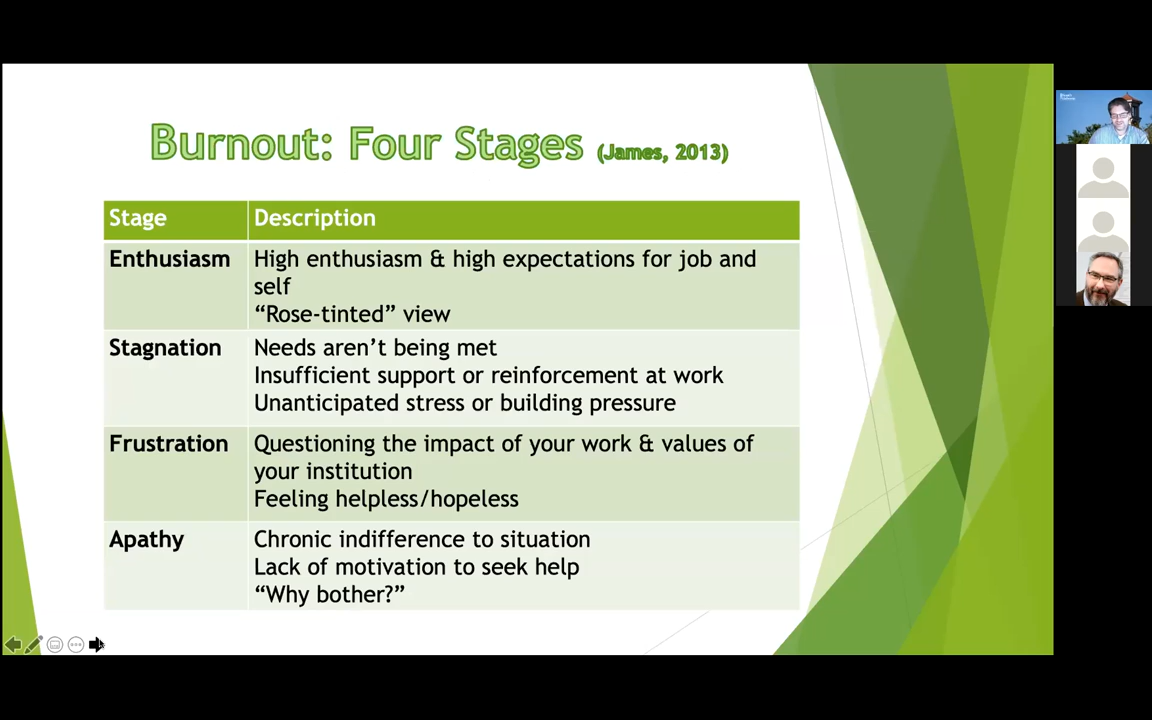 Burnout: Four Stages (James, 2013)
Stage Description
Enthusiasm High enthusiasm & high expectations for job and
self
“Rose-tinted” view
Stagnation Needs aren’t being met
Insufficient support or reinforcement at work
Unanticipated stress or building pressure
Frustration Questioning the impact of your work & values of
your institution
Feeling helpless/hopeless
Apathy Chronic indifference to situation
Lack of motivation to seek help
“Why bother?”